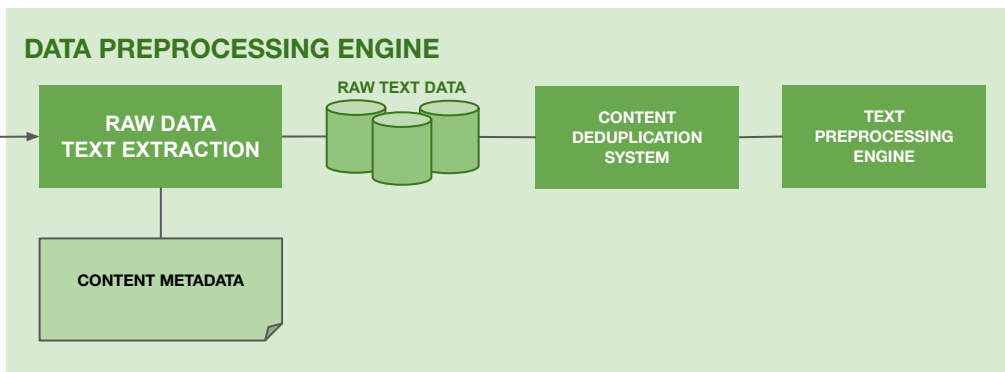 DATA PREPROCESSING ENGINE
RAW DATA
TEXT EXTRACTION
RAW TEXT DATA
CONTENT
DEDUPLICATION
SYSTEM
TEXT
PREPROCESSING
ENGINE
CONTENT METADATA